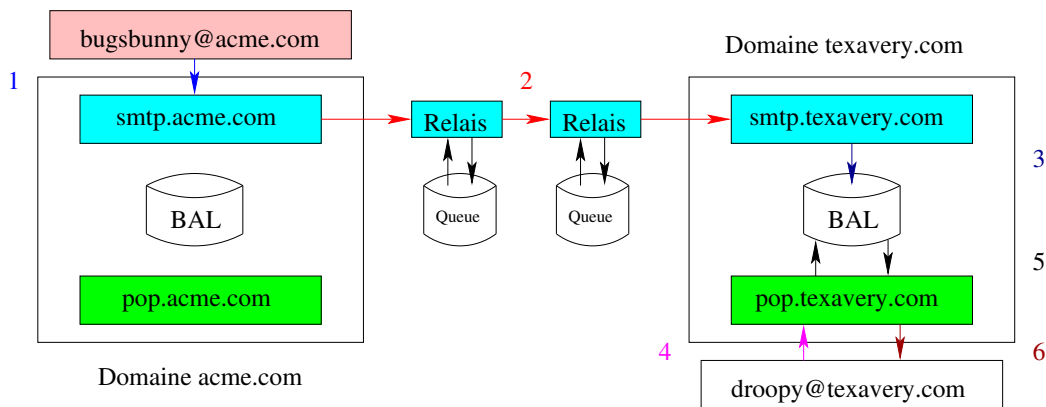 bugsbunny@acme.com
Domaine texavery.com
1
2
smtp.acme.com
Relais
Relais
smtp.texavery.com
3
BAL
Queue
Queue
BAL
5
pop.acme.com
pop.texavery.com
4
6
Domaine acme.com
droopy@texavery.com